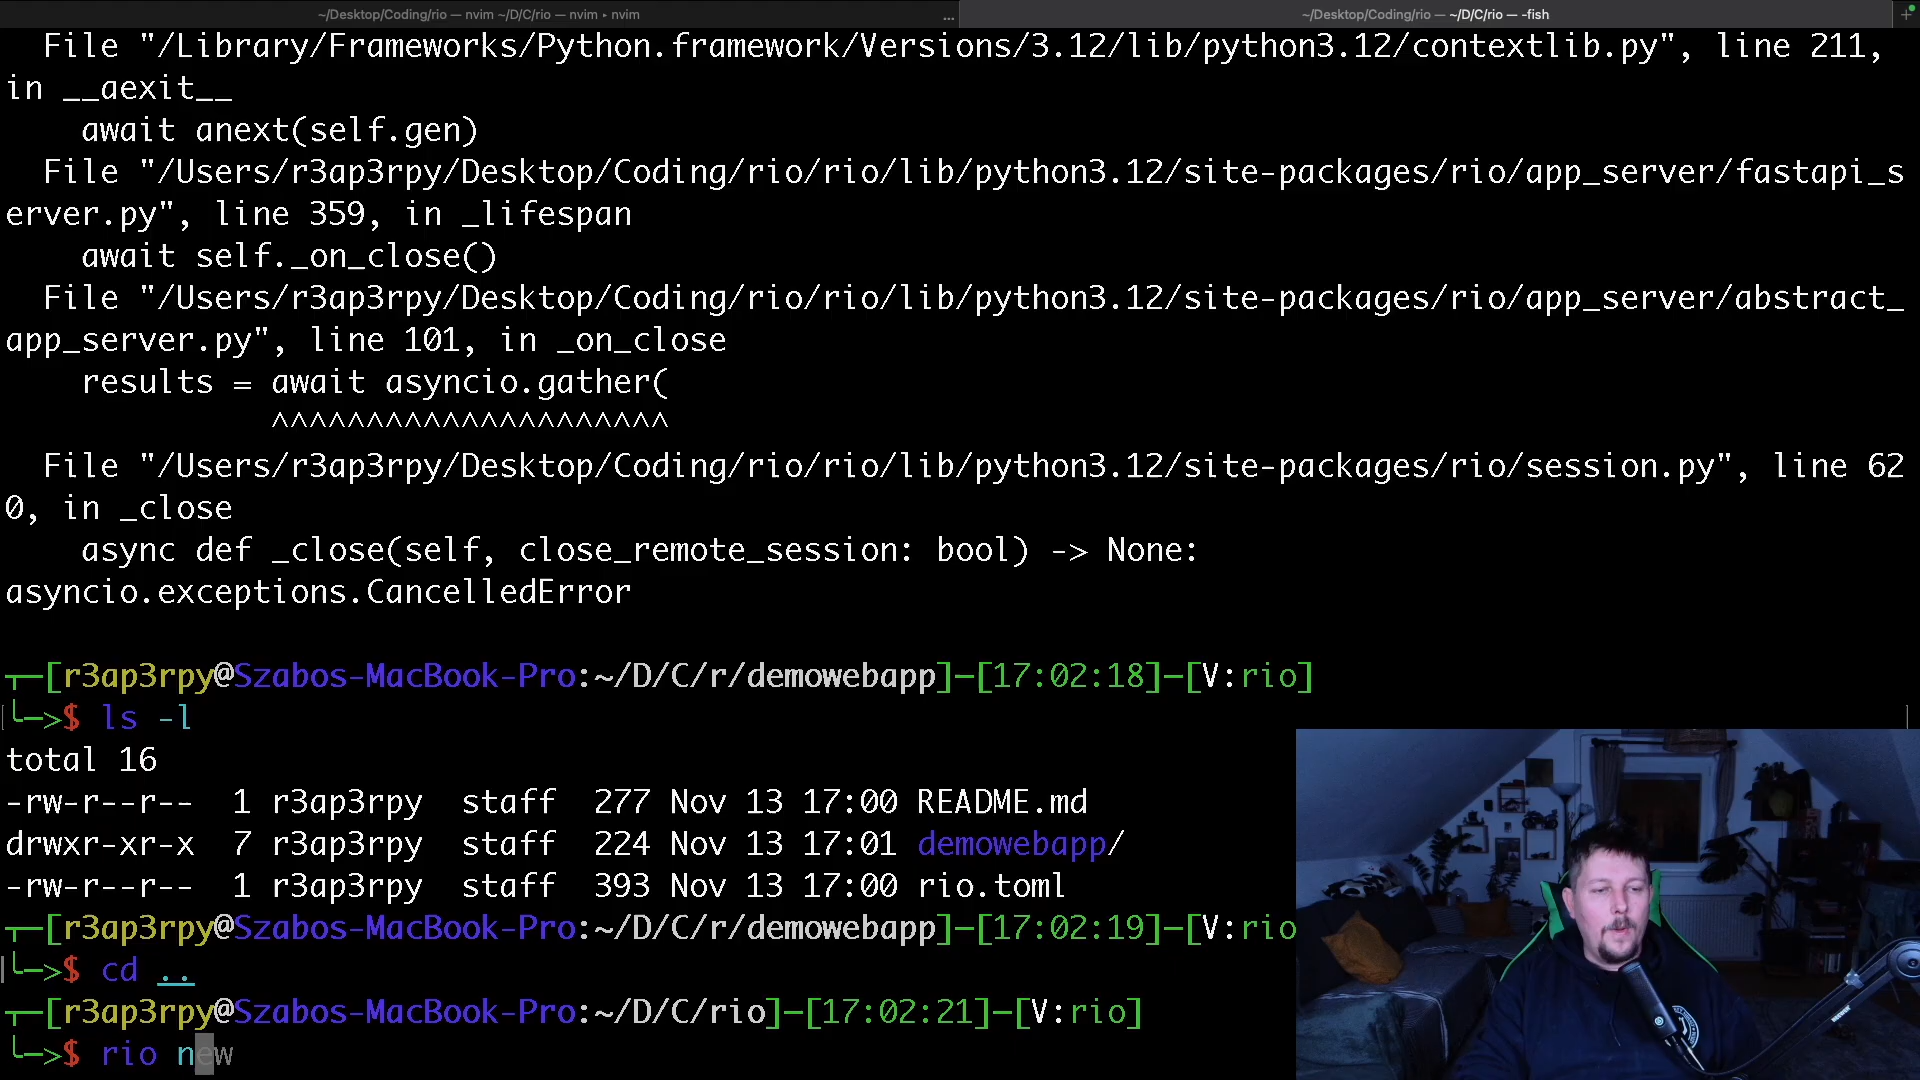 ~/Desktop/Coding/rio — nvim ~/D/C/rio — nvim ▸ nvim
...
~/Desktop/Coding/rio — ~/D/C/rio — -fish
+
  File "/Library/Frameworks/Python.framework/Versions/3.12/lib/python3.12/contextlib.py", line 211,
in __aexit__
    await anext(self.gen)
  File "/Users/r3ap3rpy/Desktop/Coding/rio/rio/lib/python3.12/site-packages/rio/app_server/fastapi_s
erver.py", line 359, in _lifespan
    await self._on_close()
  File "/Users/r3ap3rpy/Desktop/Coding/rio/rio/lib/python3.12/site-packages/rio/app_server/abstract_
app_server.py", line 101, in _on_close
    results = await asyncio.gather(
              ^^^^^^^^^^^^^^^^^^^^^
  File "/Users/r3ap3rpy/Desktop/Coding/rio/rio/lib/python3.12/site-packages/rio/session.py", line 62
0, in _close
    async def _close(self, close_remote_session: bool) -> None:
asyncio.exceptions.CancelledError
┬─[r3ap3rpy@Szabos-MacBook-Pro:~/D/C/r/demowebapp]─[17:02:18]─[V:rio]
╰─>$ ls -l
total 16
-rw-r--r--  1 r3ap3rpy  staff  277 Nov 13 17:00 README.md
drwxr-xr-x  7 r3ap3rpy  staff  224 Nov 13 17:01 demowebapp/
-rw-r--r--  1 r3ap3rpy  staff  393 Nov 13 17:00 rio.toml
┬─[r3ap3rpy@Szabos-MacBook-Pro:~/D/C/r/demowebapp]─[17:02:19]─[V:rio
╰─>$ cd ..
┬─[r3ap3rpy@Szabos-MacBook-Pro:~/D/C/rio]─[17:02:21]─[V:rio]
╰─>$ rio new